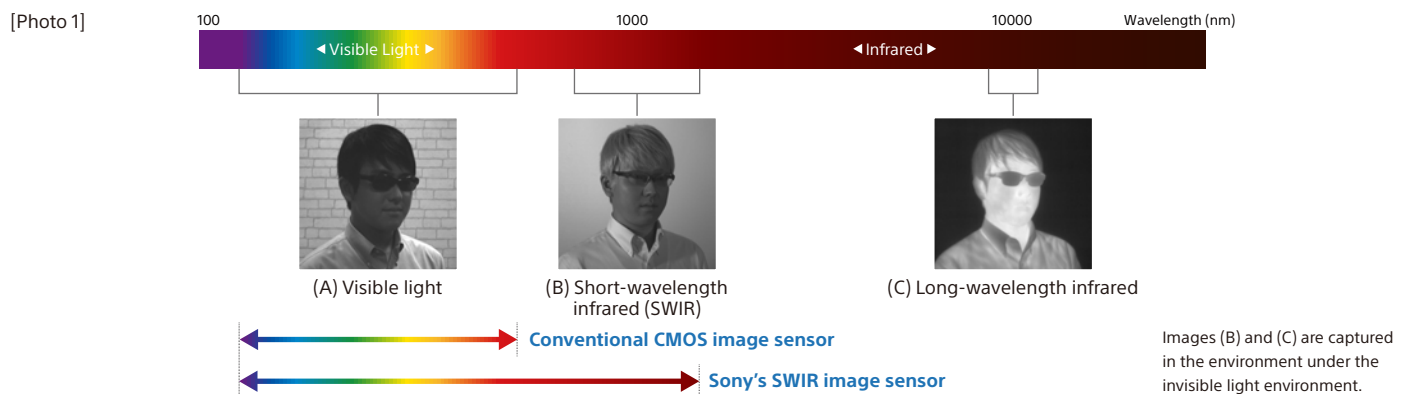 [Photo 1]
100 1000 10000 Wavelength (nm)
Visible Light
Infrared
(A) Visible light
(B) Short-wavelength
infrared (SWIR)
(C) Long-wavelength infrared
Conventional CMOS image sensor
Sony's SWIR image sensor
Images (B) and (C) are captured
in the environment under the
invisible light environment.